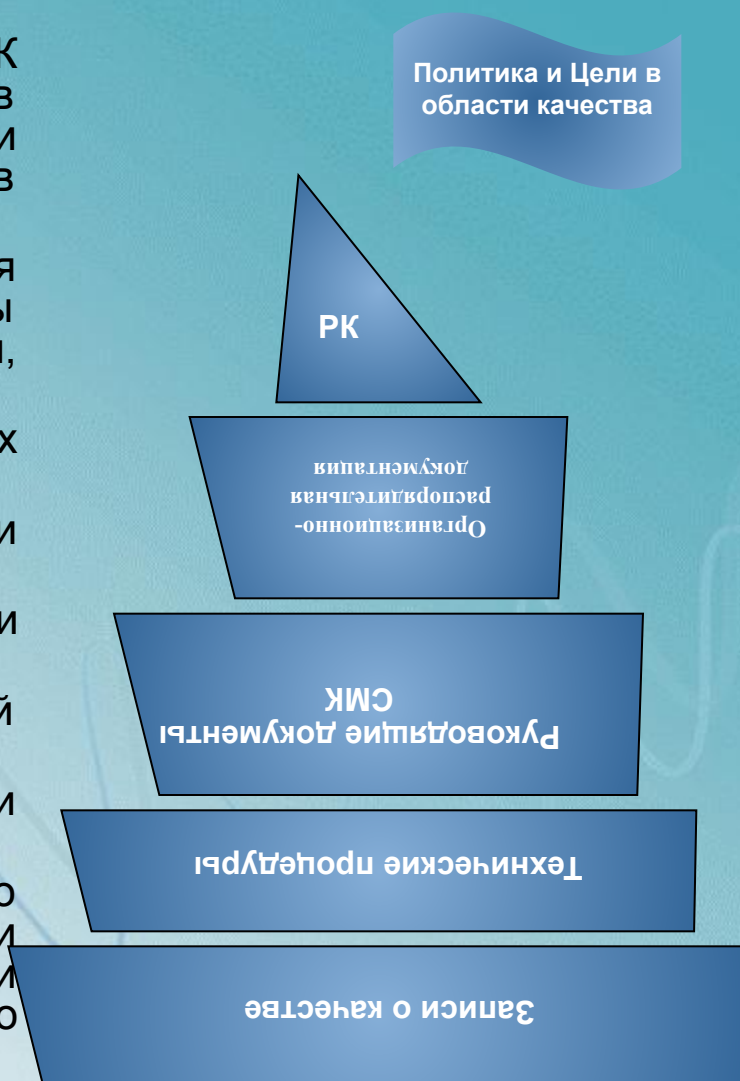 Политика и Цели в
области качества
РК
Организационно-
распорядительная
документация
Руководящие документы
СМК
Технические процедуры
Записи о качестве